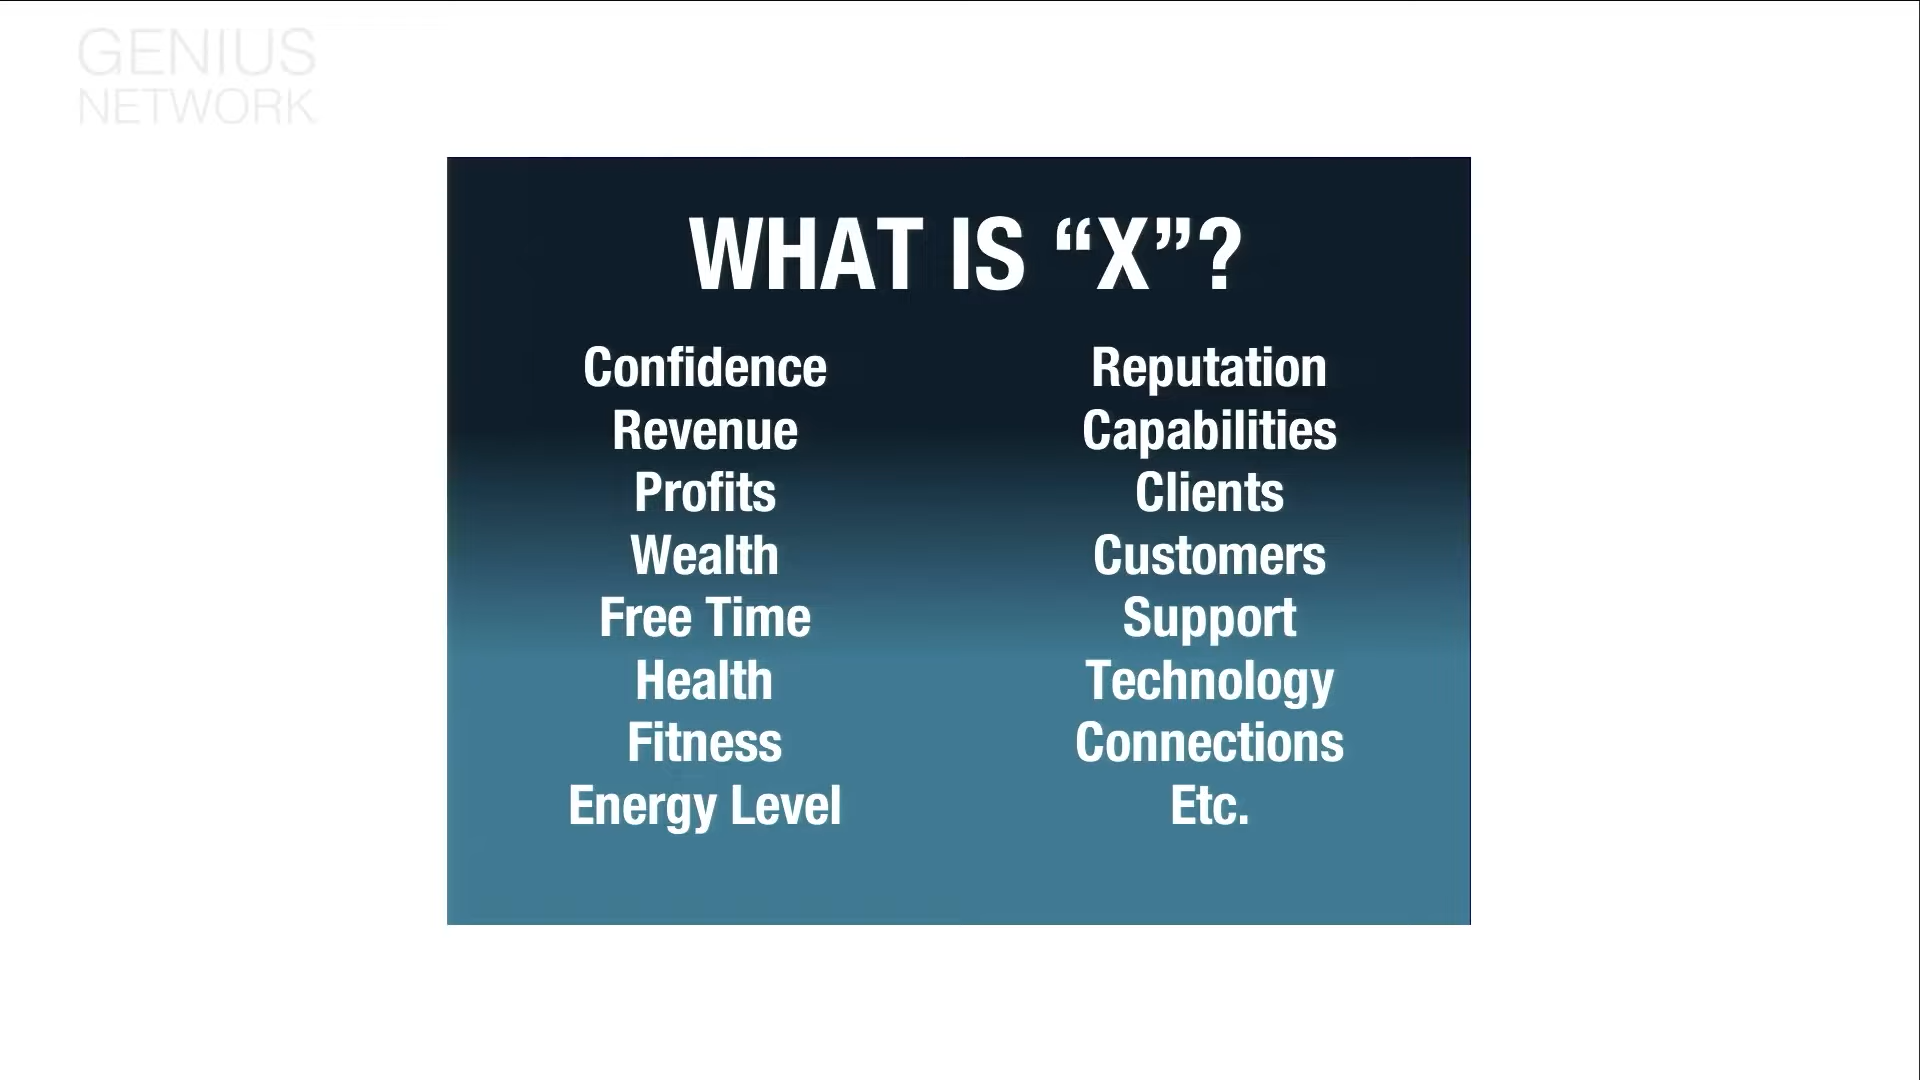 GENIUS
NETWORK
WHAT IS “X”?
Confidence
Revenue
Profits
Wealth
Free Time
Health
Fitness
Energy Level
Reputation
Capabilities
Clients
Customers
Support
Technology
Connections
Etc.